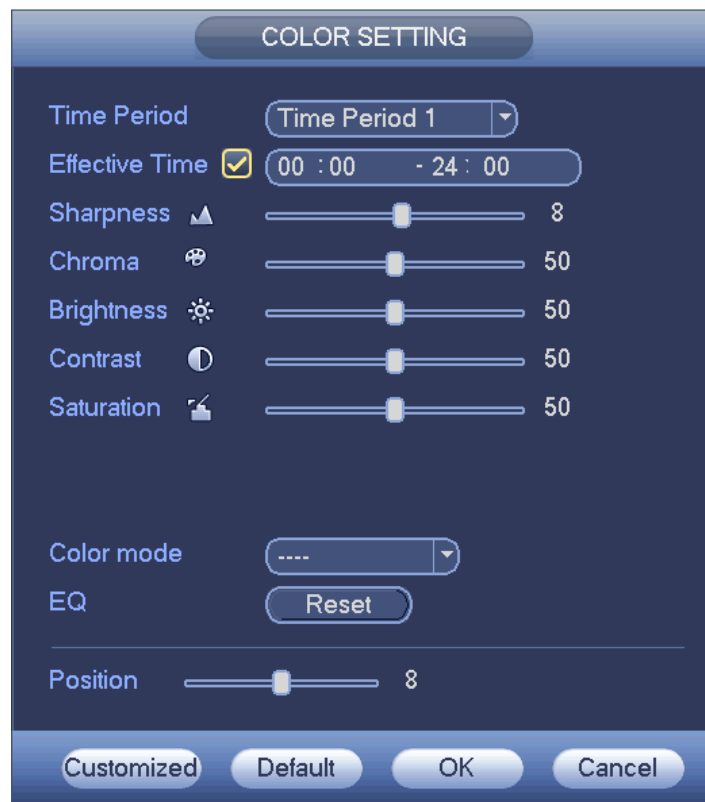 COLOR SETTING
Time Period Time Period 1
Effective Time 00 : 00 - 24 : 00
Sharpness 8
Chroma 50
Brightness 50
Contrast 50
Saturation 50
Color mode ----
EQ Reset
Position 8
Customized Default OK Cancel